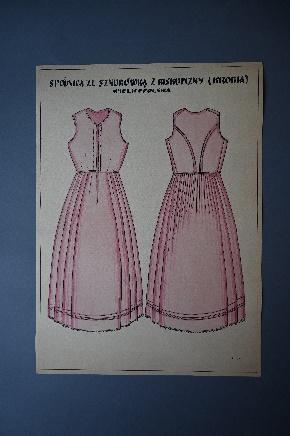 SPÓDNICA ZE SZNURÓWKĄ Z BISKUPIZNY (KROBIA)
WIELKOPOLSKA